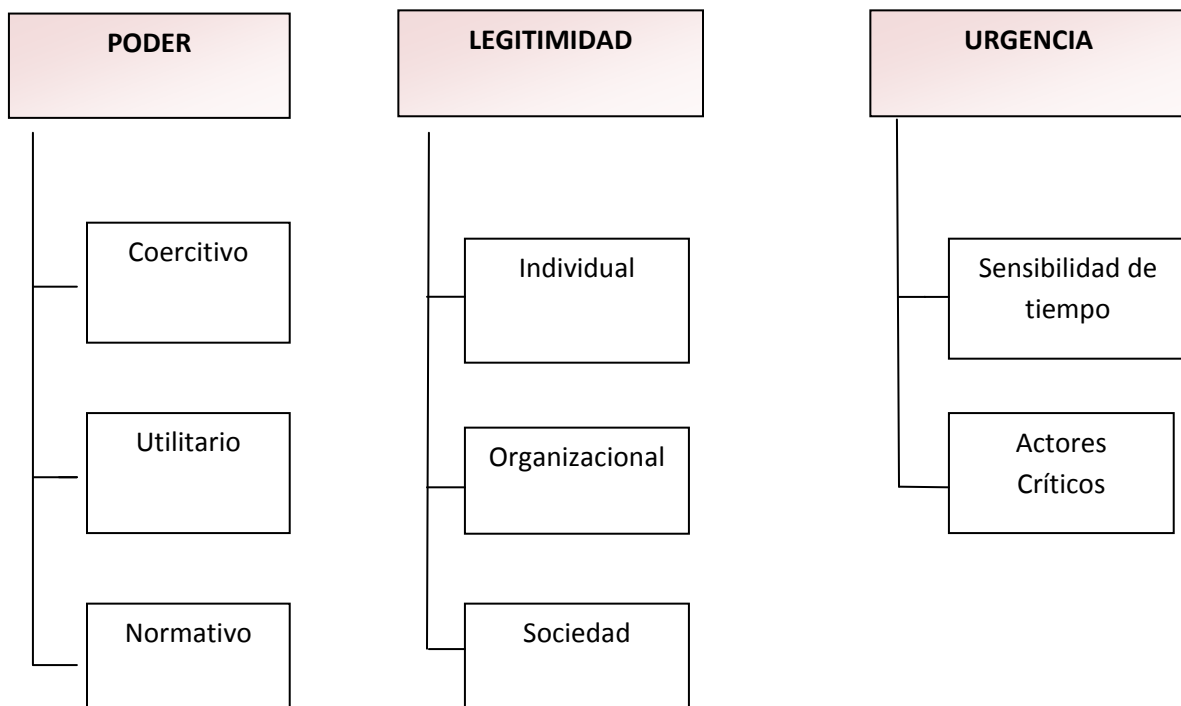 PODER
Coercitivo
Utilitario
Normativo
LEGITIMIDAD
Individual
Organizacional
Sociedad
URGENCIA
Sensibilidad de
tiempo
Actores
Críticos